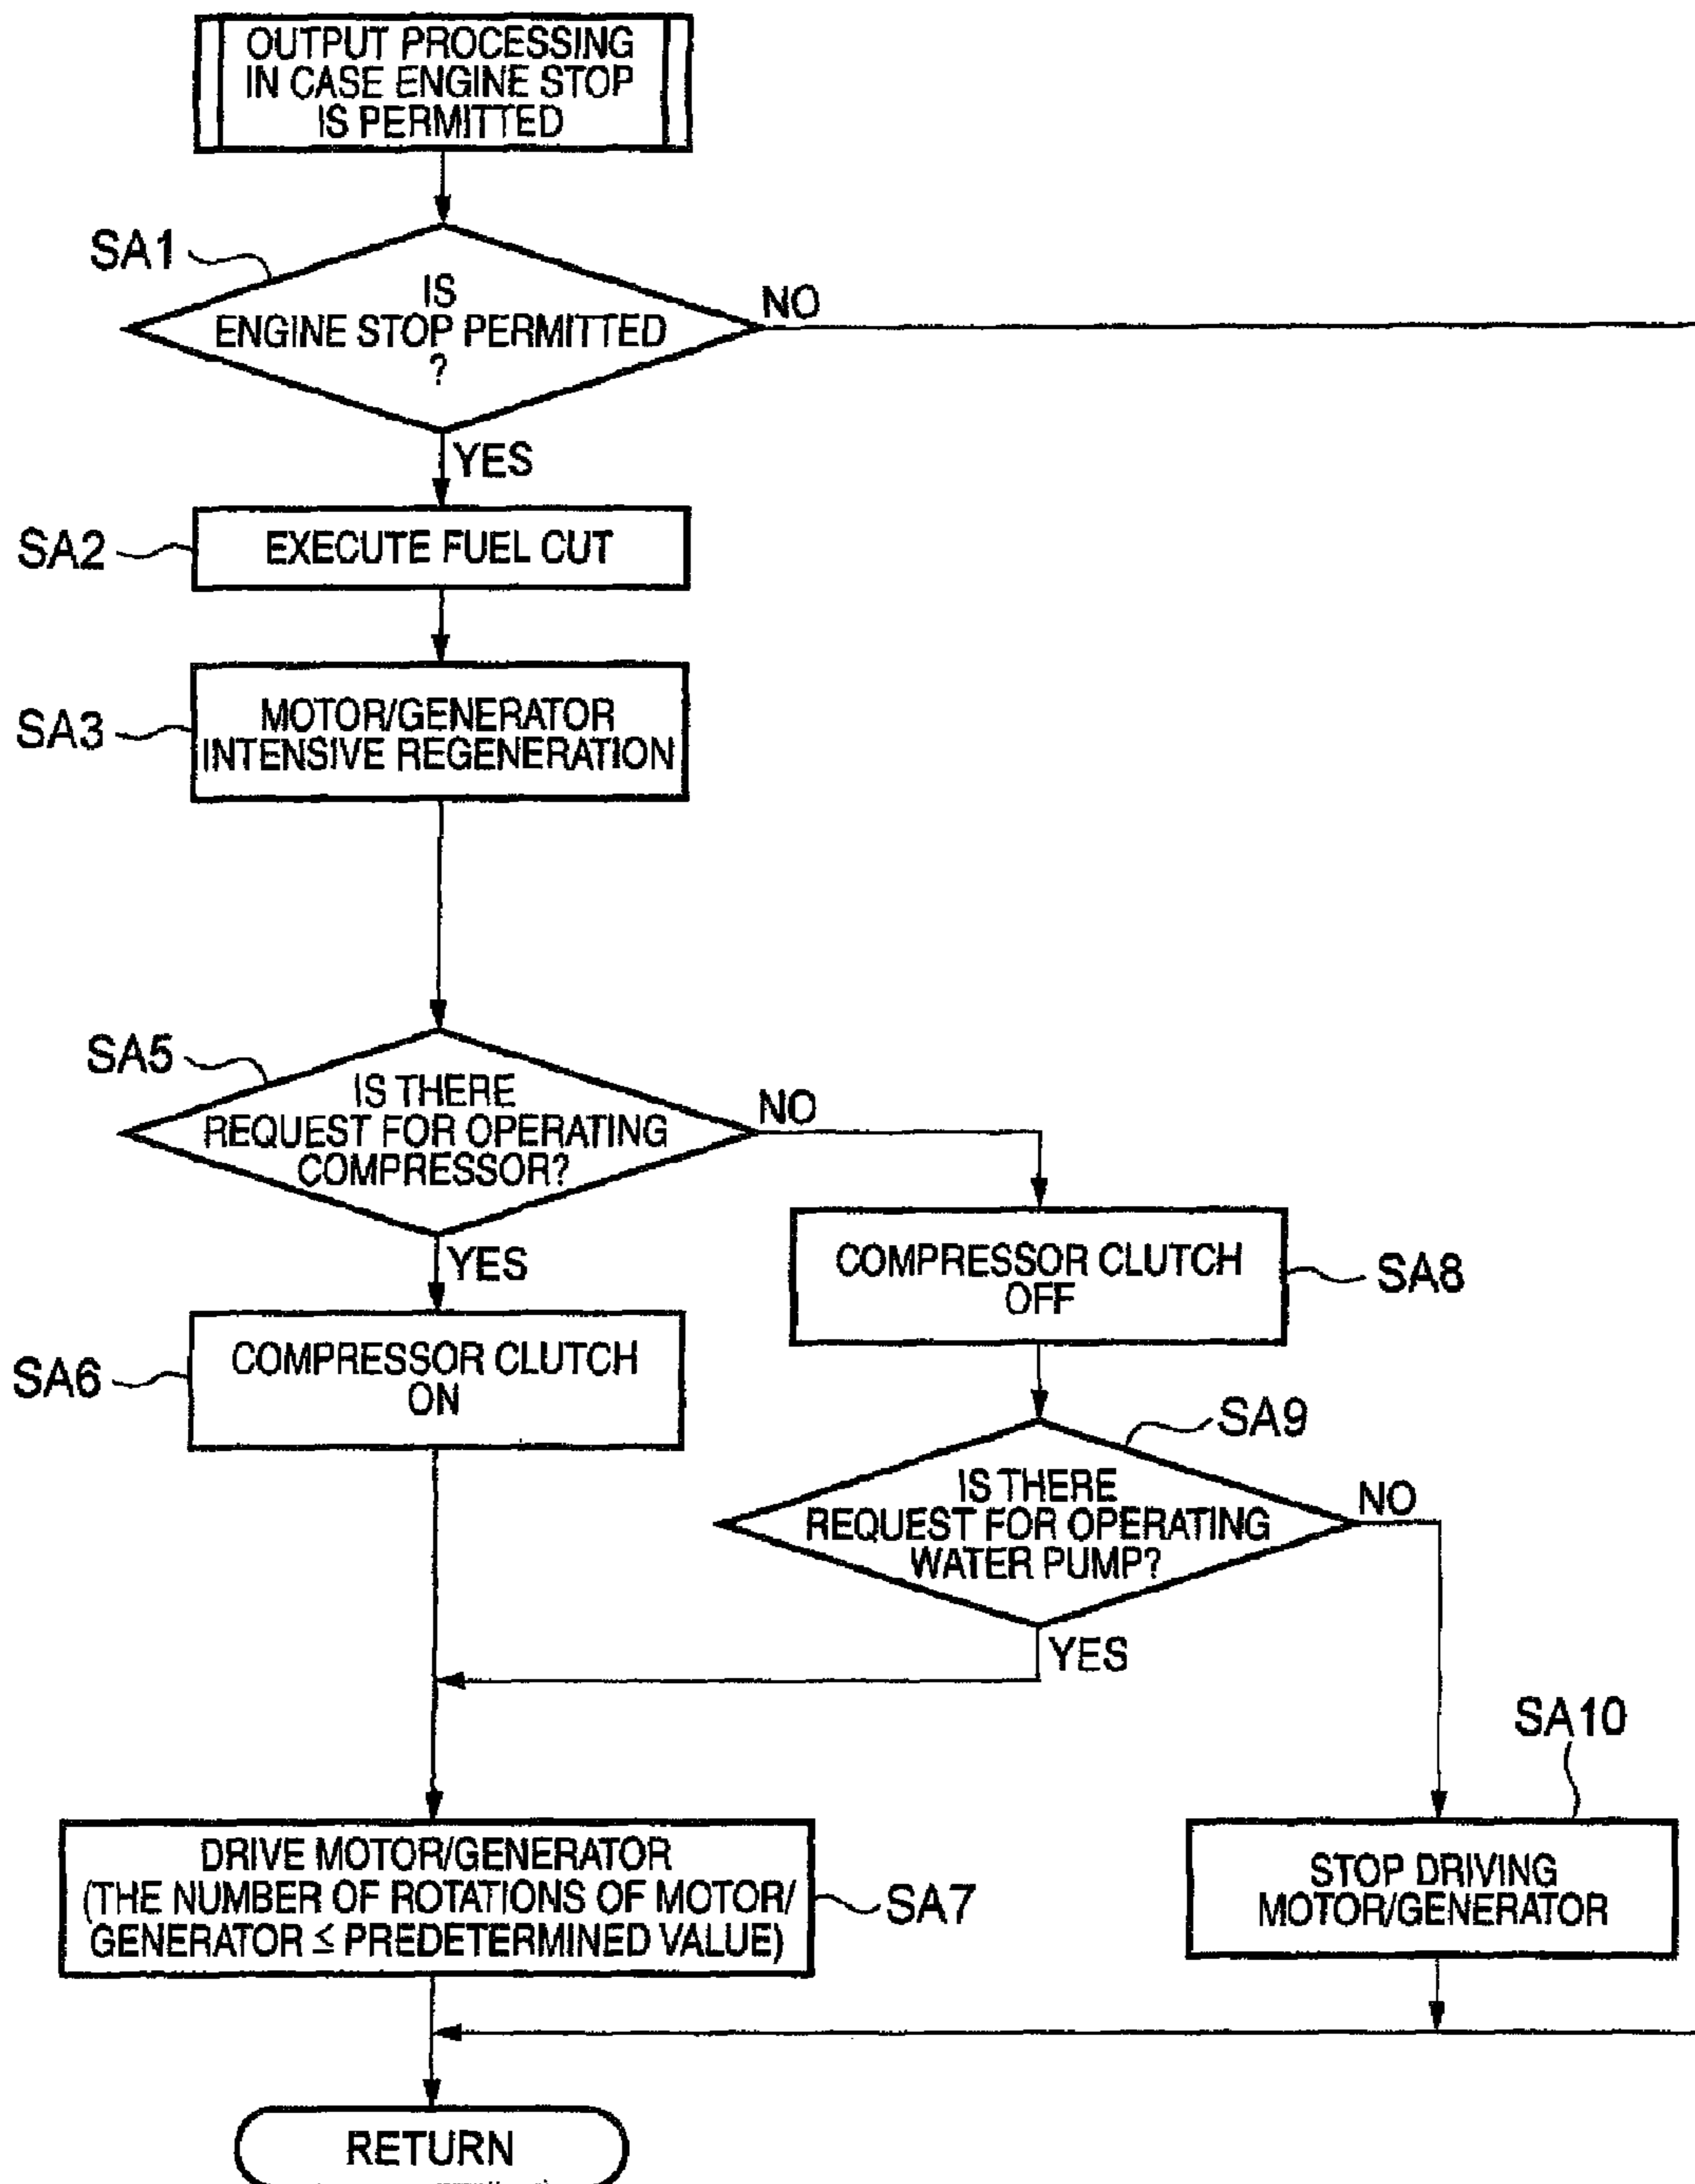 OUTPUT PROCESSING
IN CASE ENGINE STOP
IS PERMITTED
SA1
IS
ENGINE STOP PERMITTED
?
NO
YES
SA2
EXECUTE FUEL CUT
SA3
MOTOR/GENERATOR
INTENSIVE REGENERATION
SA5
IS THERE
REQUEST FOR OPERATING
COMPRESSOR?
NO
YES
COMPRESSOR CLUTCH
OFF
SA8
SA6
COMPRESSOR CLUTCH
ON
SA9
IS THERE
REQUEST FOR OPERATING
WATER PUMP?
NO
YES
SA10
DRIVE MOTOR/GENERATOR
(THE NUMBER OF ROTATIONS OF MOTOR/
GENERATOR ≤ PREDETERMINED VALUE)
SA7
STOP DRIVING
MOTOR/GENERATOR
RETURN